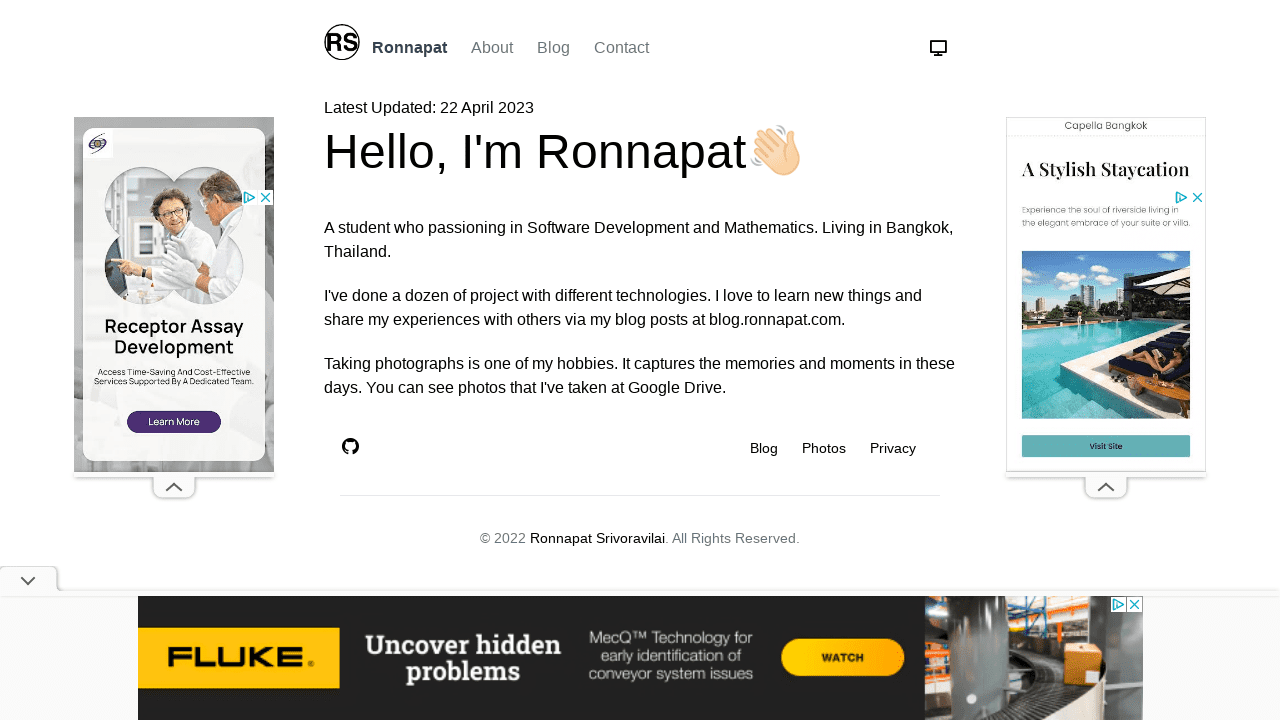 RS
Ronnapat About Blog Contact
Latest Updated: 22 April 2023
Hello, I'm Ronnapat
A student who passioning in Software Development and Mathematics. Living in Bangkok,
Thailand.
I've done a dozen of project with different technologies. I love to learn new things and
share my experiences with others via my blog posts at blog.ronnapat.com.
Taking photographs is one of my hobbies. It captures the memories and moments in these
days. You can see photos that I've taken at Google Drive.
Blog Photos Privacy
© 2022 Ronnapat Srivoravilai. All Rights Reserved.
Receptor Assay
Development
Access Time-Saving And Cost-Effective
Services Supported By A Dedicated Team.
Learn More
Capella Bangkok
A Stylish Staycation
Experience the soul of riverside living in
the elegant embrace of your suite or villa.
Visit Site
FLUKE®
Uncover hidden
problems
MecQ™ Technology for
early identification of
conveyor system issues
WATCH